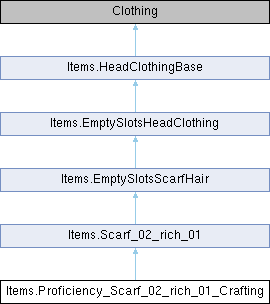 Clothing
Items.HeadClothingBase
Items.EmptySlotsHeadClothing
Items.EmptySlotsScarfHair
Items.Scarf_02_rich_01
Items.Proficiency_Scarf_02_rich_01_Crafting